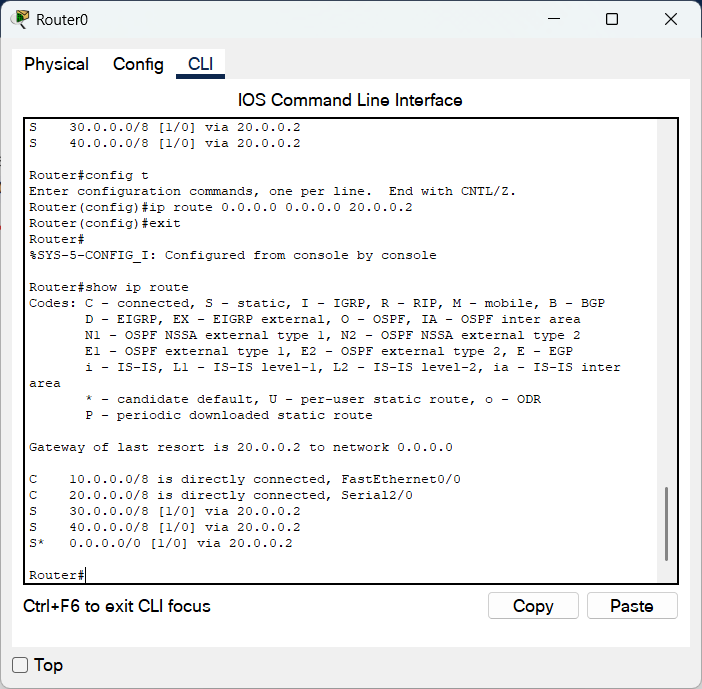 Router0
Physical Config CLI
IOS Command Line Interface
S    30.0.0.0/8 [1/0] via 20.0.0.2
S    40.0.0.0/8 [1/0] via 20.0.0.2
Router#config t
Enter configuration commands, one per line.  End with CNTL/Z.
Router(config)#ip route 0.0.0.0 0.0.0.0 20.0.0.2
Router(config)#exit
Router#
%SYS-5-CONFIG_I: Configured from console by console
Router#show ip route
Codes: C - connected, S - static, I - IGRP, R - RIP, M - mobile, B - BGP
       D - EIGRP, EX - EIGRP external, O - OSPF, IA - OSPF inter area
       N1 - OSPF NSSA external type 1, N2 - OSPF NSSA external type 2
       E1 - OSPF external type 1, E2 - OSPF external type 2, E - EGP
       i - IS-IS, L1 - IS-IS level-1, L2 - IS-IS level-2, ia - IS-IS inter
area
       * - candidate default, U - per-user static route, o - ODR
       P - periodic downloaded static route
Gateway of last resort is 20.0.0.2 to network 0.0.0.0
C    10.0.0.0/8 is directly connected, FastEthernet0/0
C    20.0.0.0/8 is directly connected, Serial2/0
S    30.0.0.0/8 [1/0] via 20.0.0.2
S    40.0.0.0/8 [1/0] via 20.0.0.2
S*   0.0.0.0/0 [1/0] via 20.0.0.2
Router#
Ctrl+F6 to exit CLI focus
Copy Paste
Top